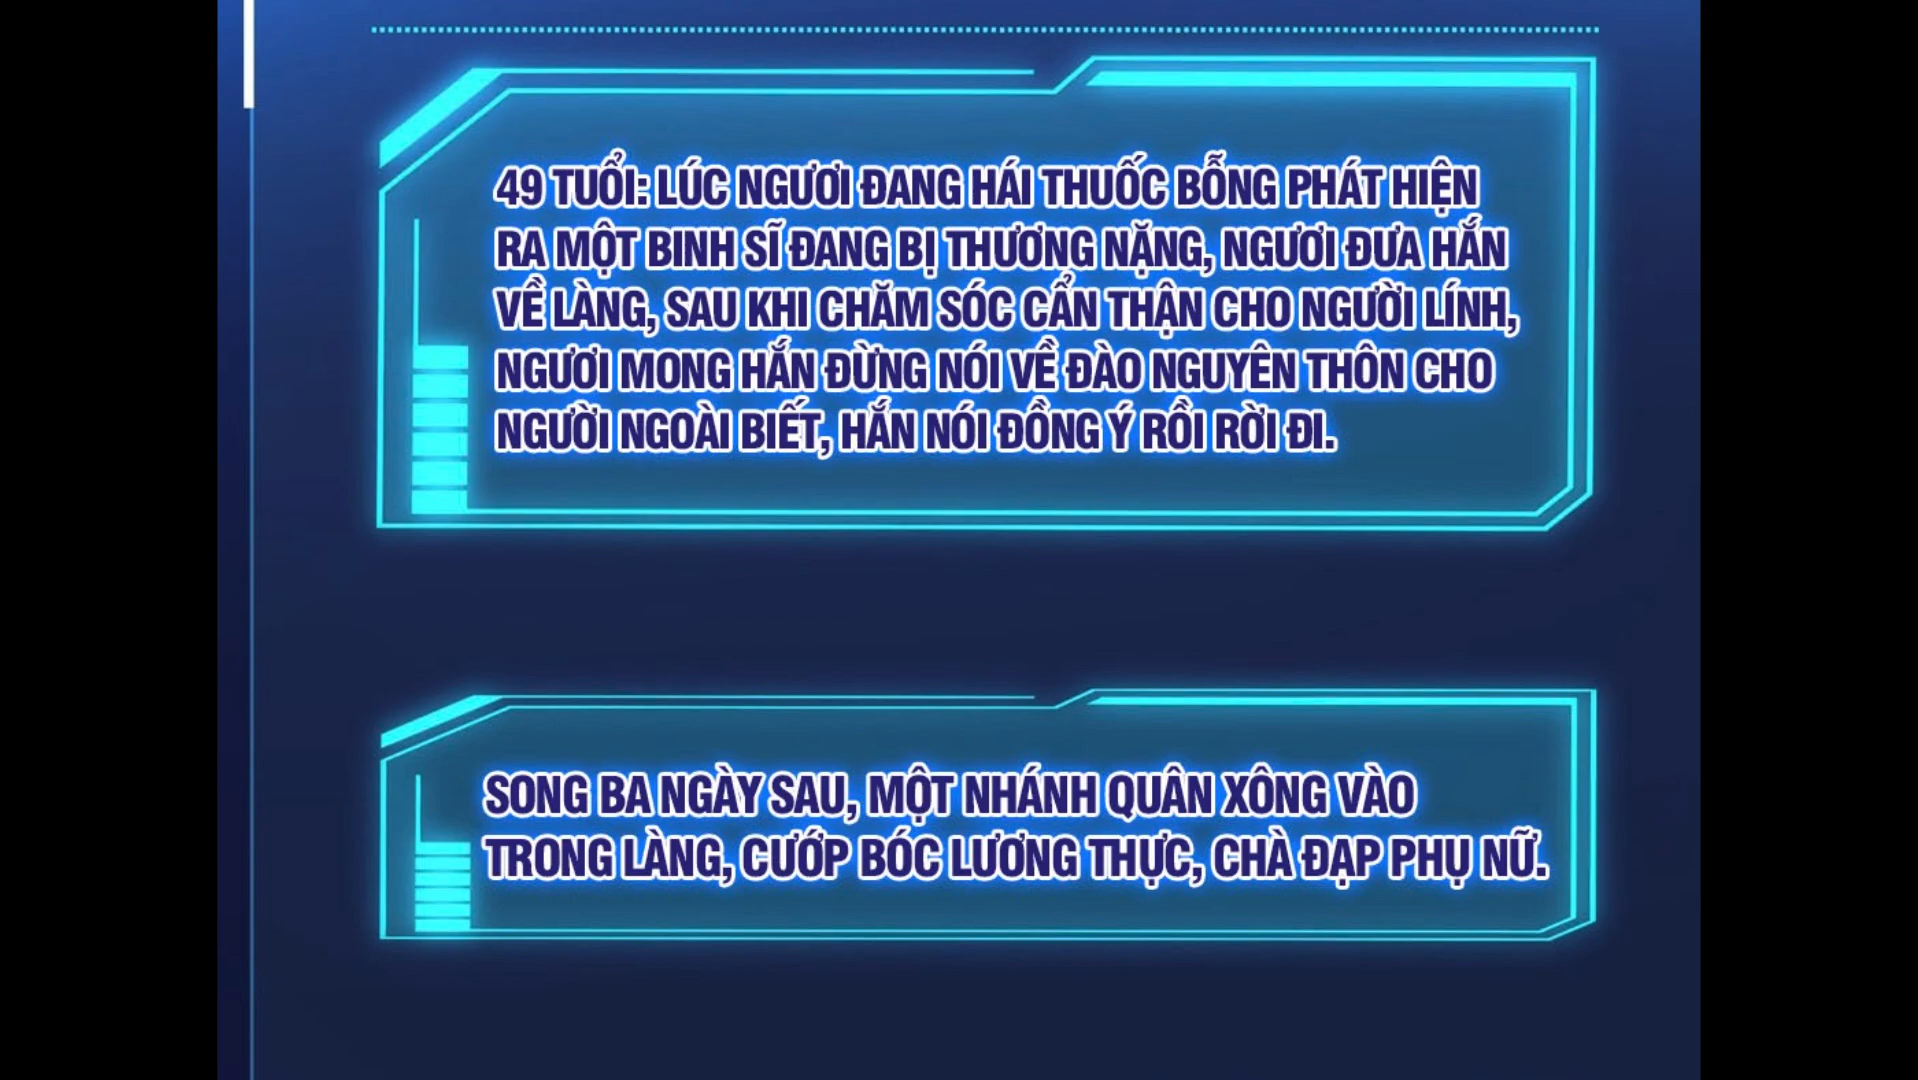 49 TUỔI: LÚC NGƯƠI ĐANG HÁI THUỐC BỖNG PHÁT HIỆN
RA MỘT BINH SĨ ĐANG BỊ THƯƠNG NẶNG, NGƯƠI ĐƯA HẮN
VỀ LÀNG, SAU KHI CHĂM SÓC CẨN THẬN CHO NGƯỜI LÍNH,
NGƯƠI MONG HẮN ĐỪNG NÓI VỀ ĐÀO NGUYÊN THÔN CHO
NGƯỜI NGOÀI BIẾT, HẮN NÓI ĐỒNG Ý RỒI RỜI ĐI.
SONG BA NGÀY SAU, MỘT NHÁNH QUÂN XÔNG VÀO
TRONG LÀNG, CƯỚP BÓC LƯƠNG THỰC, CHÀ ĐẠP PHỤ NỮ.